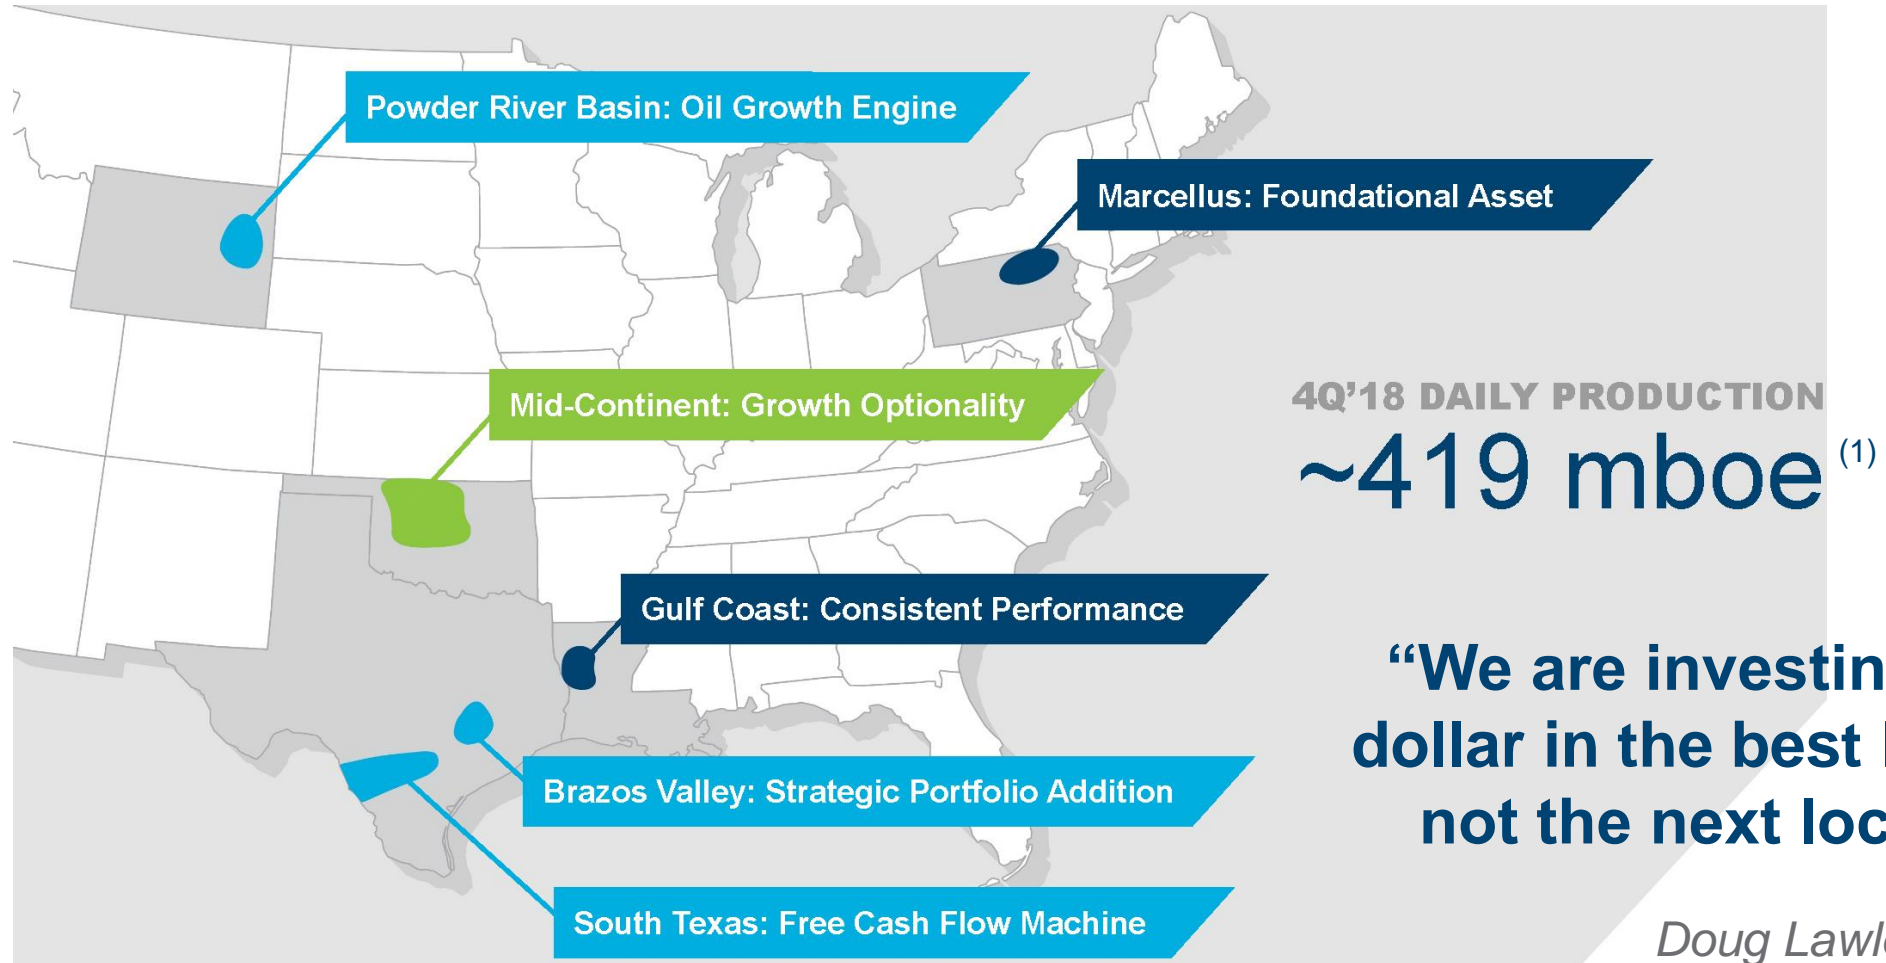 Powder River Basin: Oil Growth Engine
Marcellus: Foundational Asset
Mid-Continent: Growth Optionality
4Q'18 DAILY PRODUCTION
~419 mboe (1)
Gulf Coast: Consistent Performance
“We are investin
dollar in the best
not the next loc
Brazos Valley: Strategic Portfolio Addition
South Texas: Free Cash Flow Machine
Doug Lawl